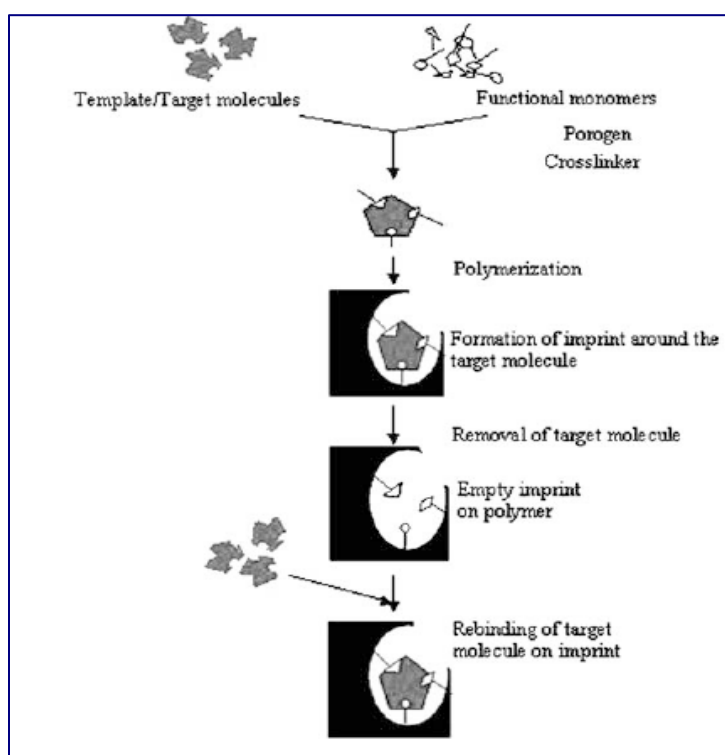 Template/Target molecules
Functional monomers
Porogen
Crosslinker
Polymerization
Formation of imprint around the
target molecule
Removal of target molecule
Empty imprint
on polymer
Rebinding of target
molecule on imprint